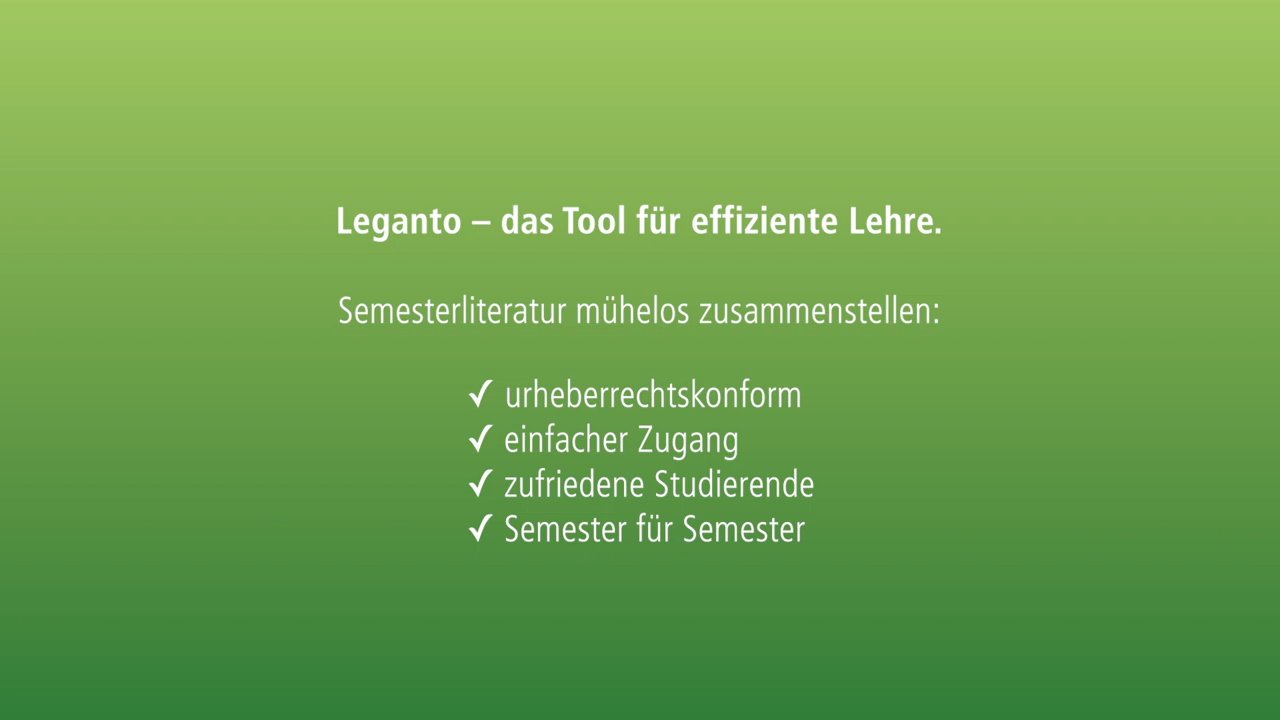 Leganto – das Tool für effiziente Lehre.
Semesterliteratur mühelos zusammenstellen:
✓ urheberrechtskonform
✓ einfacher Zugang
✓ zufriedene Studierende
✓ Semester für Semester